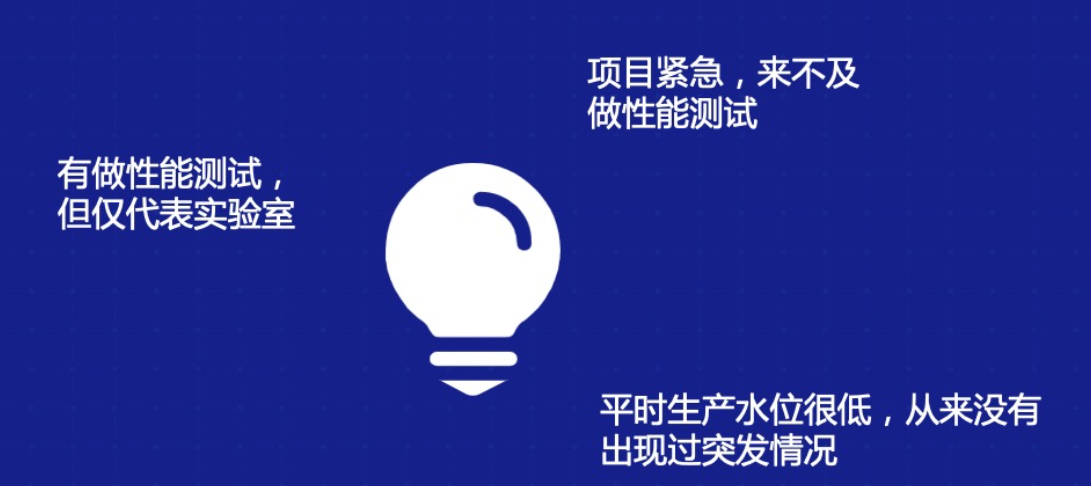 项目紧急，来不及
做性能测试
有做性能测试，
但仅代表实验室
平时生产水位很低，从来没有
出现过突发情况